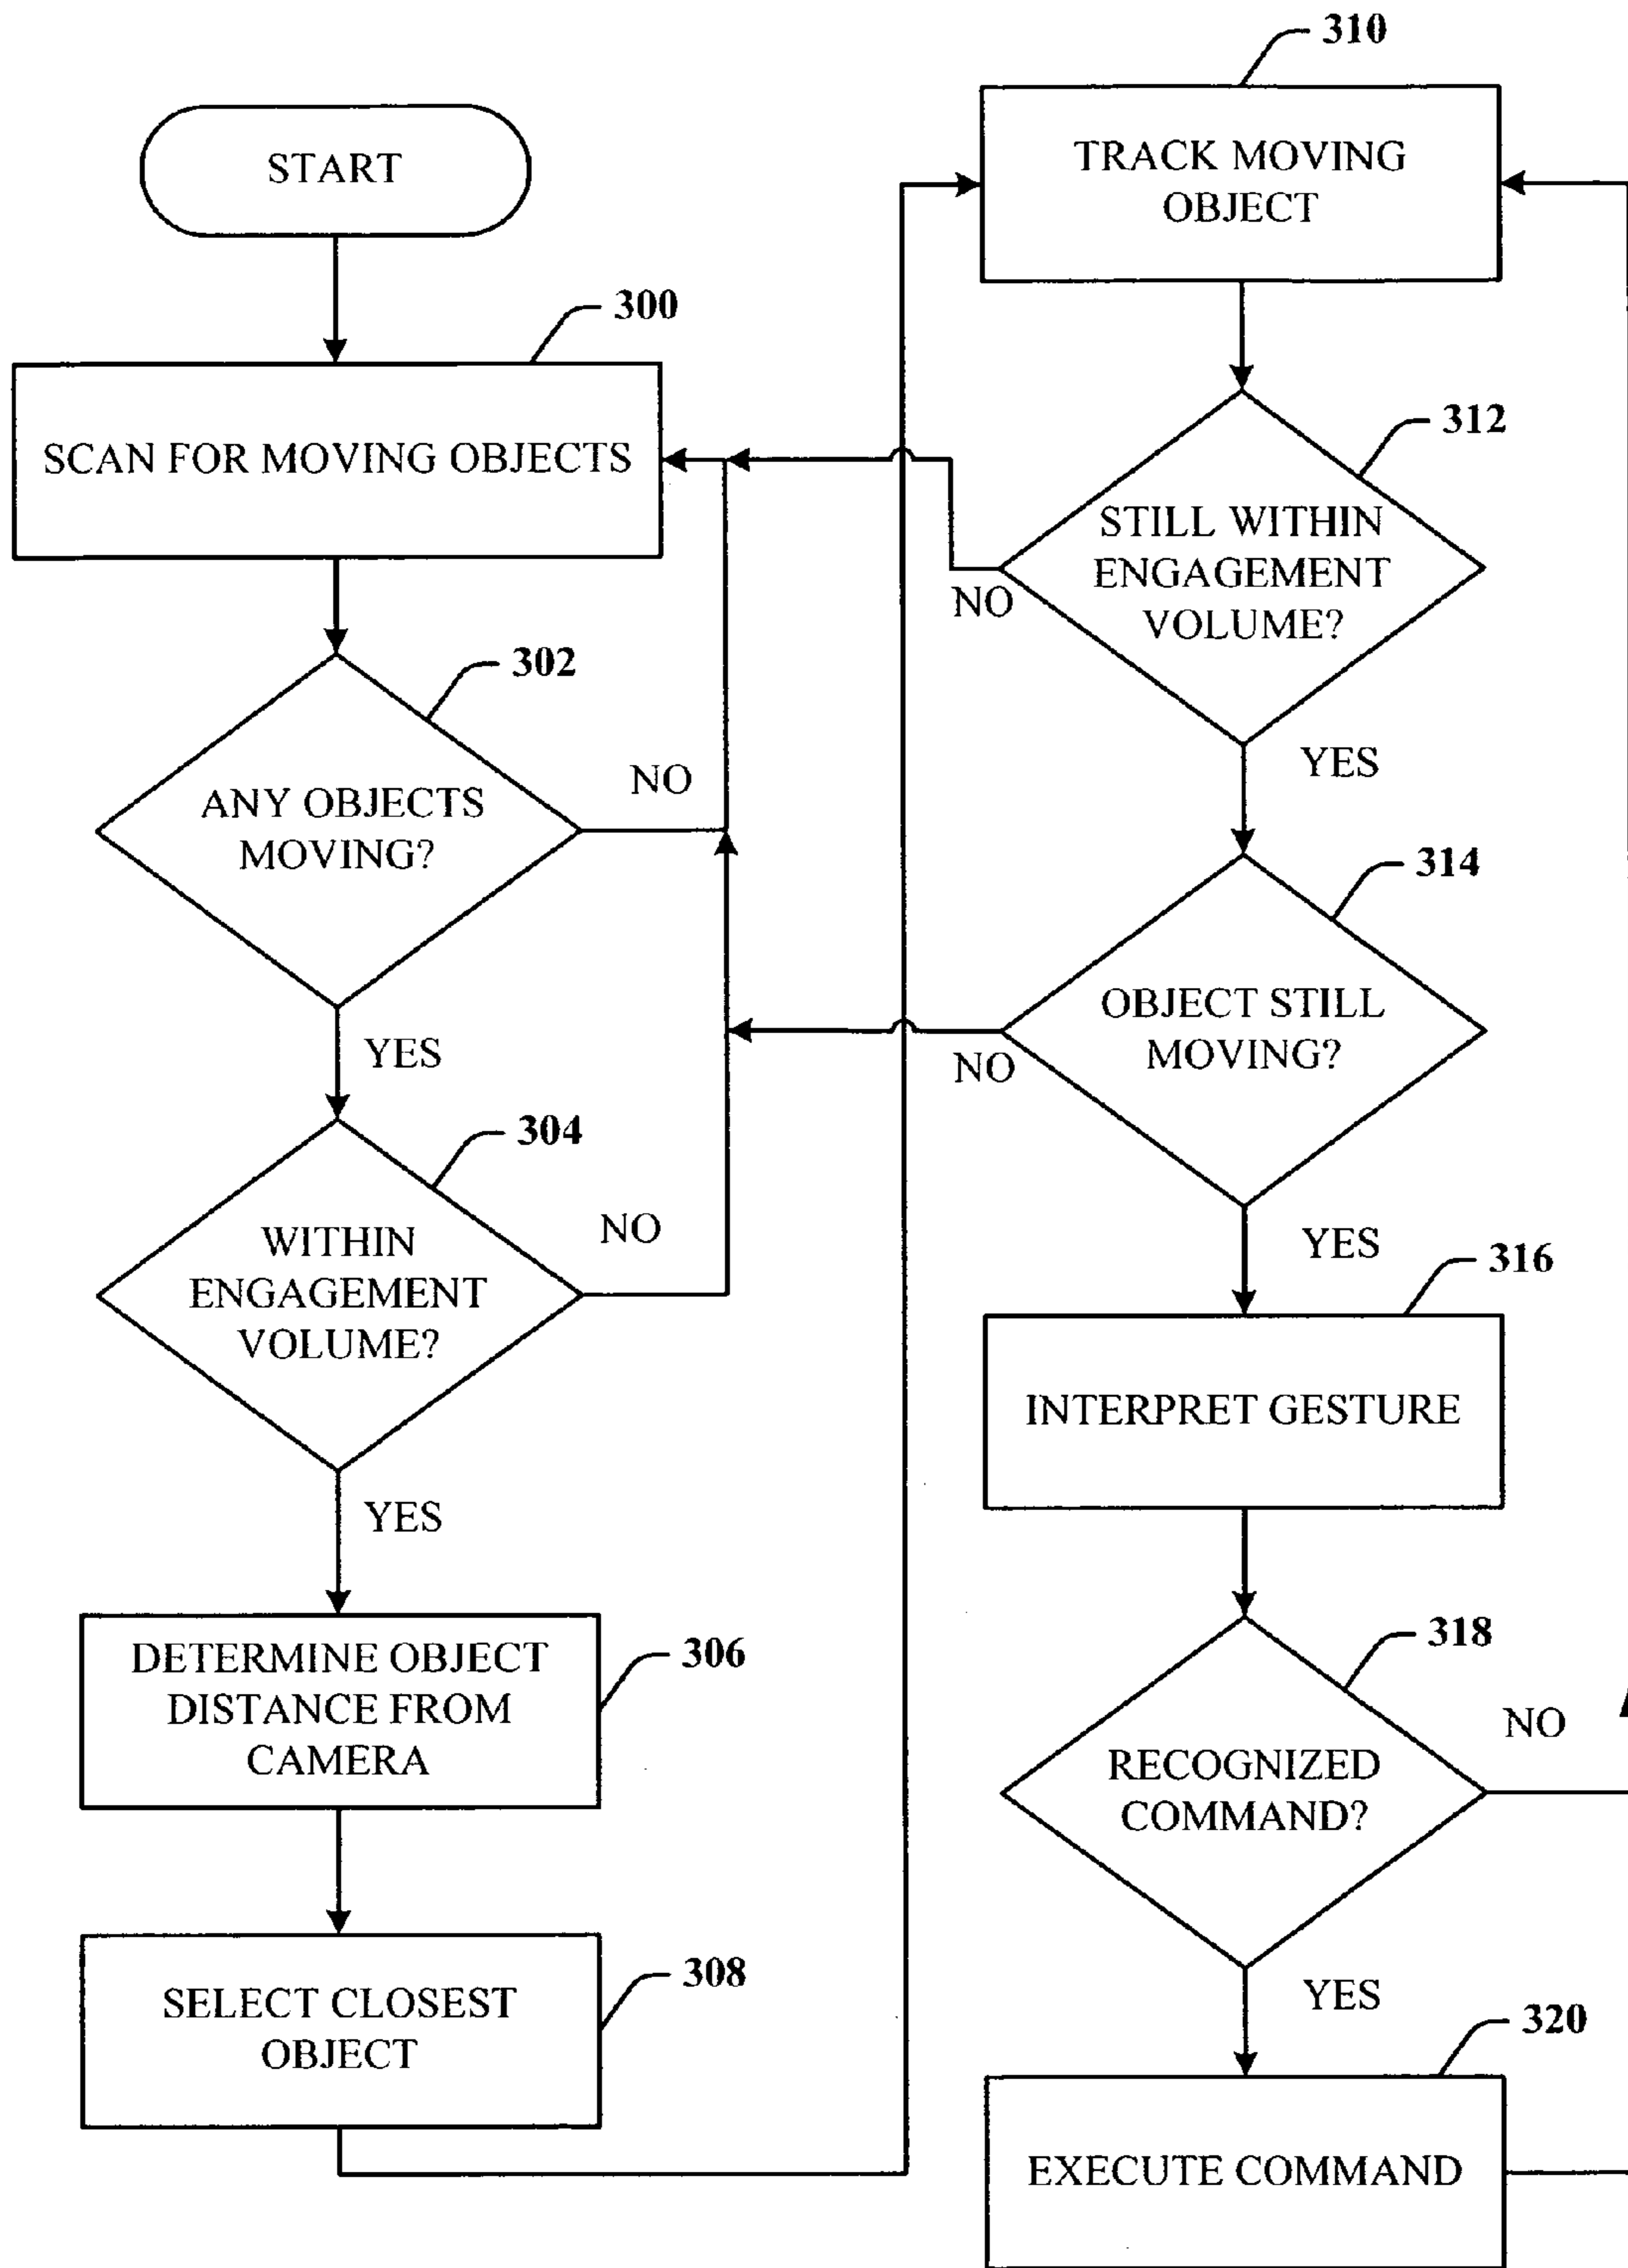 START
300
SCAN FOR MOVING OBJECTS
302
ANY OBJECTS
MOVING?
NO
YES
304
WITHIN
ENGAGEMENT
VOLUME?
NO
YES
306
DETERMINE OBJECT
DISTANCE FROM
CAMERA
308
SELECT CLOSEST
OBJECT
310
TRACK MOVING
OBJECT
312
STILL WITHIN
ENGAGEMENT
VOLUME?
NO
YES
314
OBJECT STILL
MOVING?
NO
YES
316
INTERPRET GESTURE
318
RECOGNIZED
COMMAND?
NO
YES
320
EXECUTE COMMAND